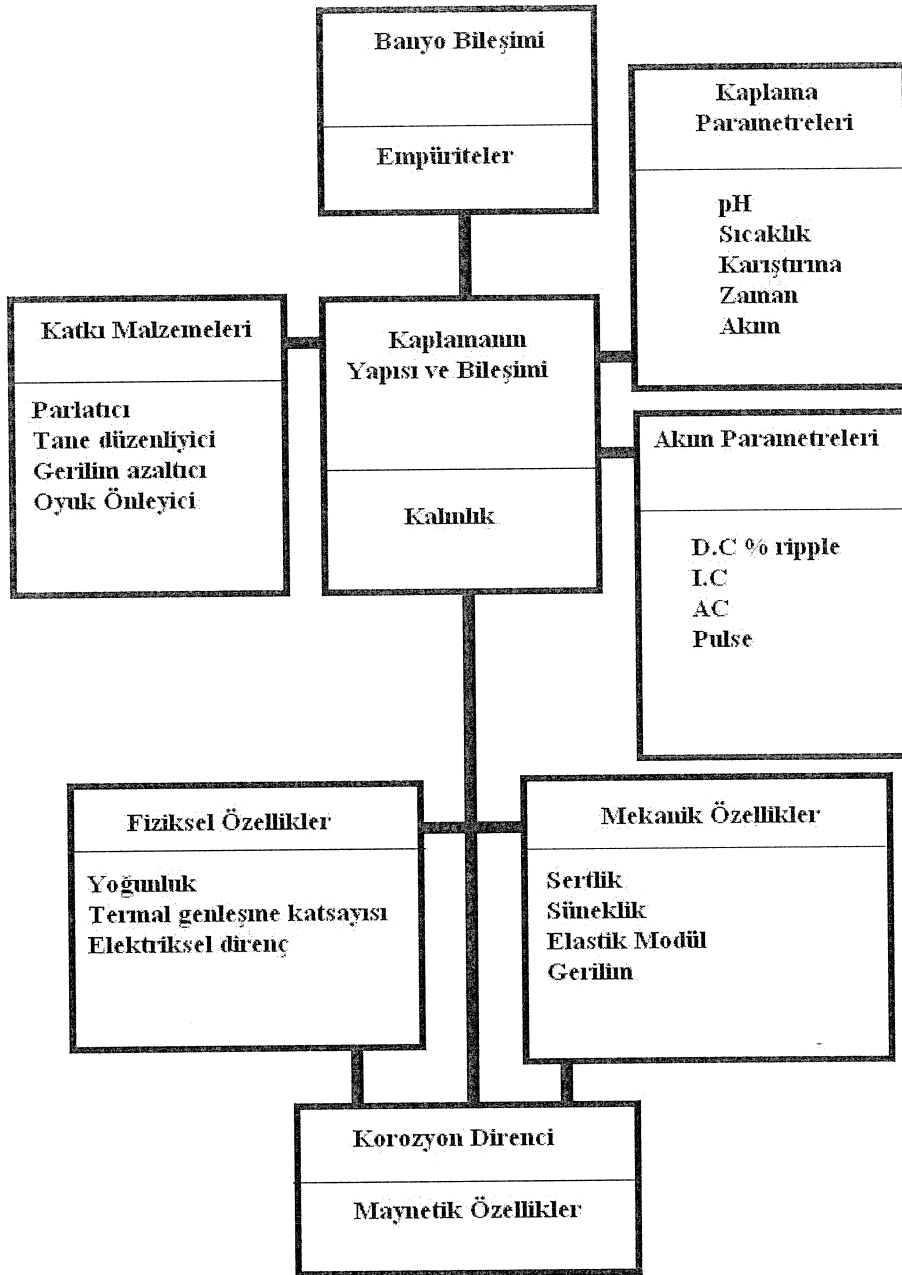 Banyo Bileşimi
Empüriteler
Kaplama
Parametreleri
pH
Sıcaklık
Karıştırma
Zaman
Akım
Katkı Malzemeleri
Parlatıcı
Tane düzenliyici
Gerilim azaltıcı
Oyuk Önleyici
Kaplamanın
Yapısı ve Bileşimi
Kalınlık
Akım Parametreleri
D.C % ripple
I.C
AC
Pulse
Fiziksel Özellikler
Yoğunluk
Termal genleşme katsayısı
Elektriksel direnç
Mekanik Özellikler
Sertlik
Süneklik
Elastik Modül
Gerilim
Korozyon Direnci
Maynetik Özellikler